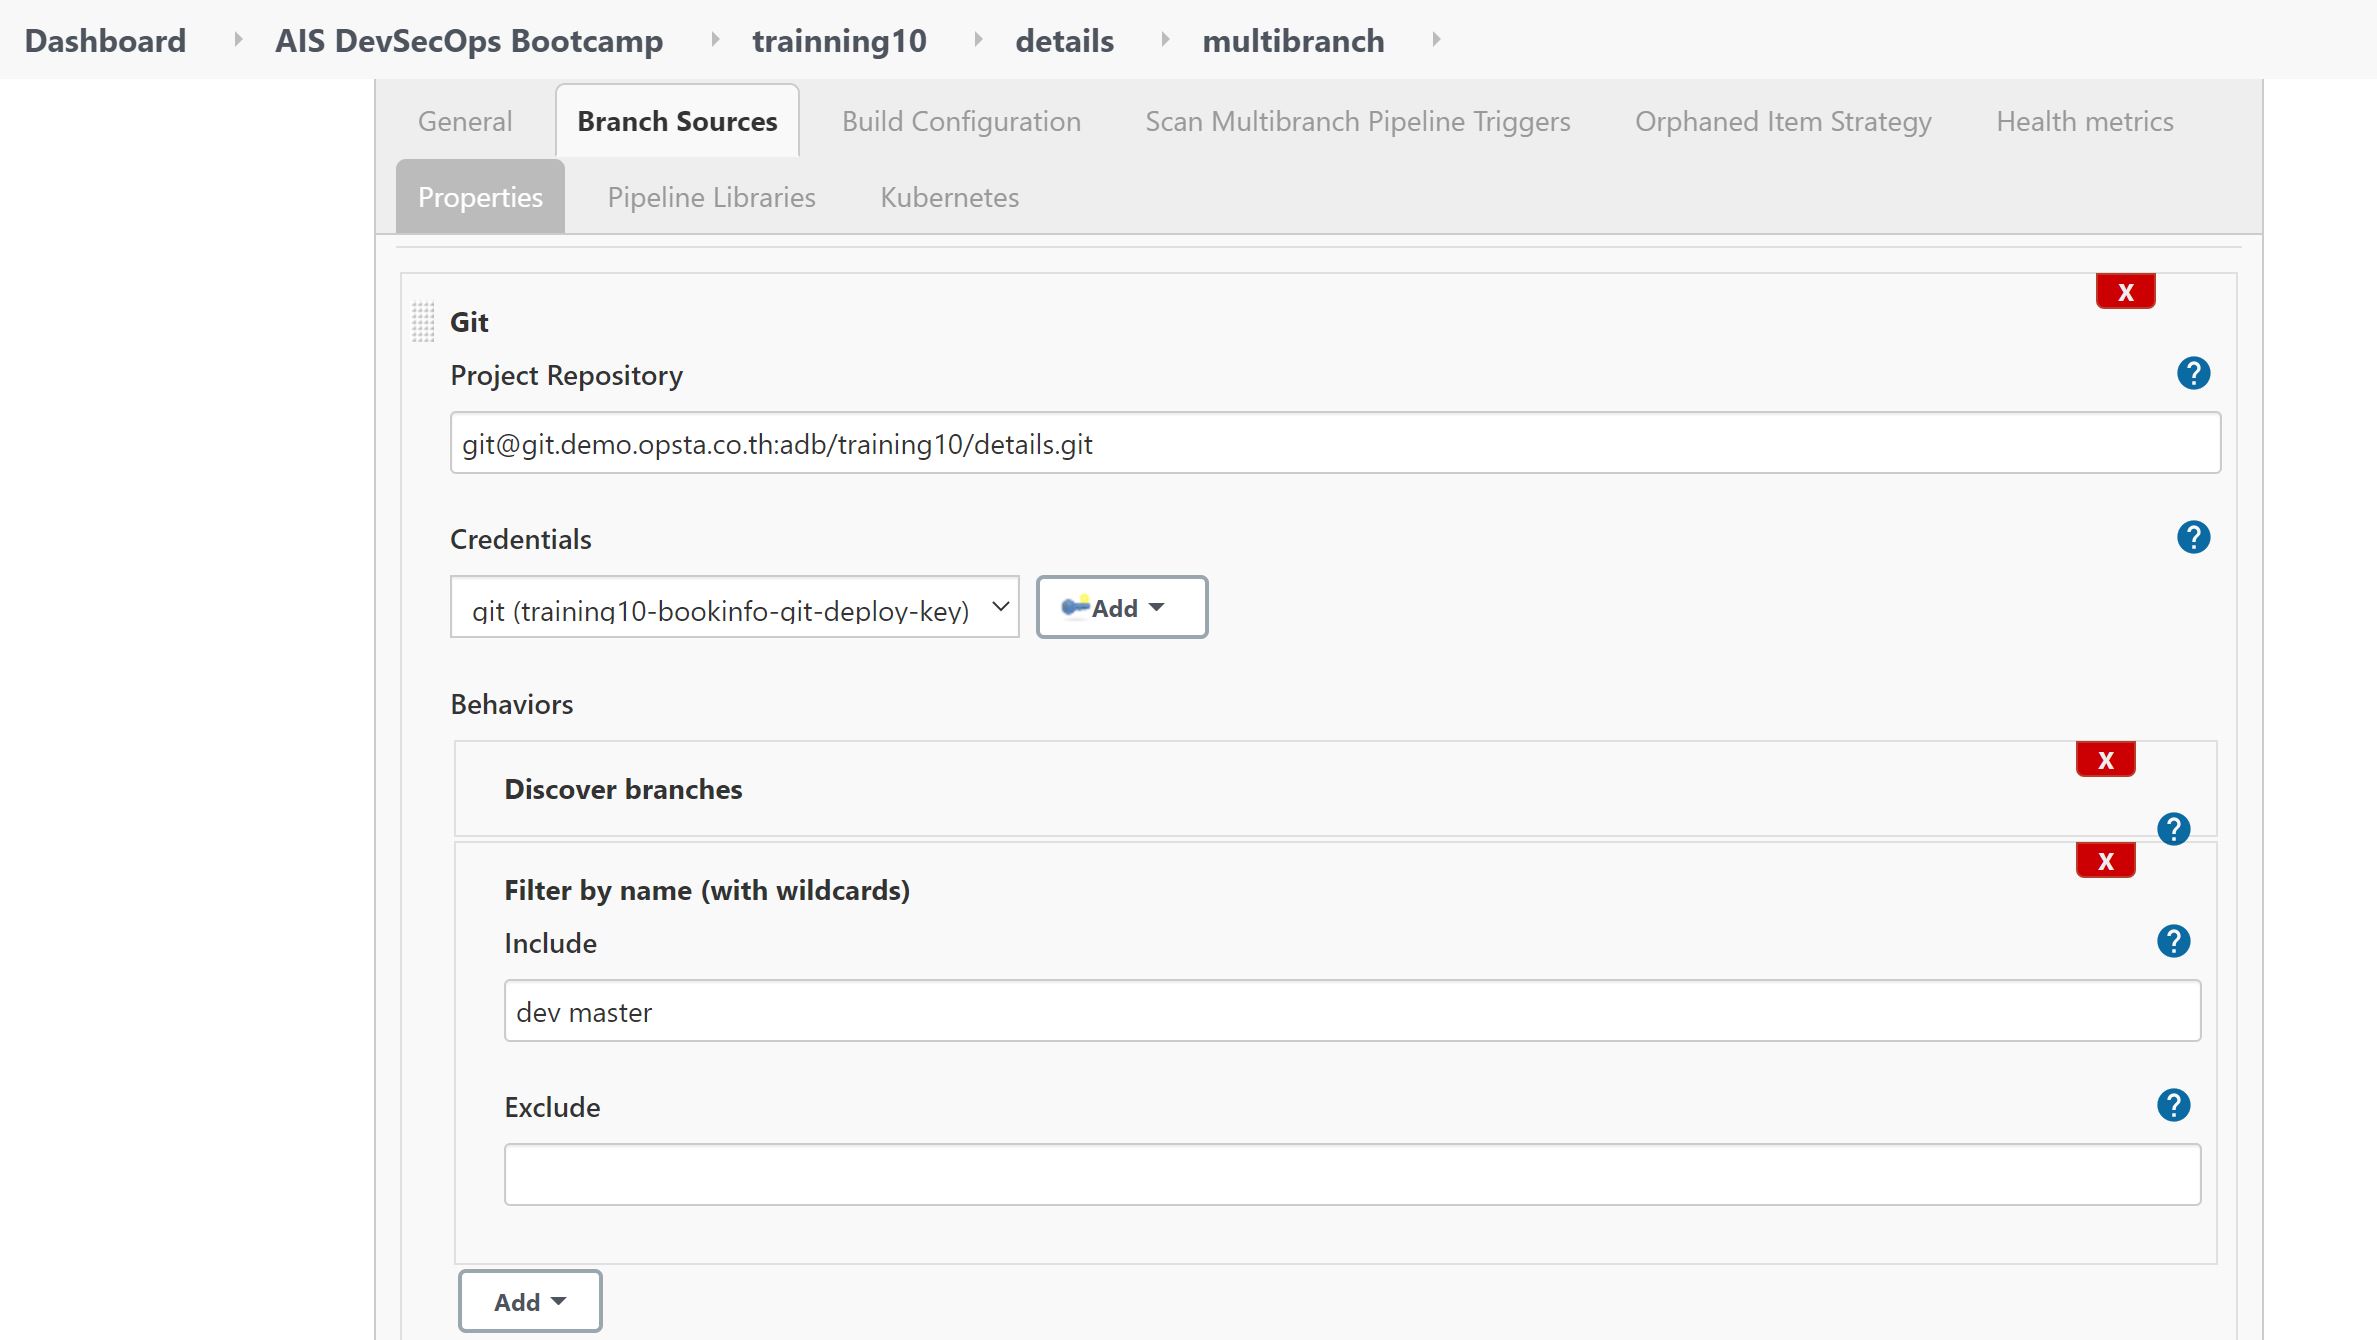 Dashboard AIS DevSecOps Bootcamp trainning10 details multibranch
General Branch Sources Build Configuration Scan Multibranch Pipeline Triggers Orphaned Item Strategy Health metrics
Properties Pipeline Libraries Kubernetes
X
Git
Project Repository ?
git@git.demo.opsta.co.th:adb/training10/details.git
Credentials ?
git (training10-bookinfo-git-deploy-key) Add
Behaviors
X
Discover branches
?
X
Filter by name (with wildcards)
Include ?
dev master
Exclude ?
Add